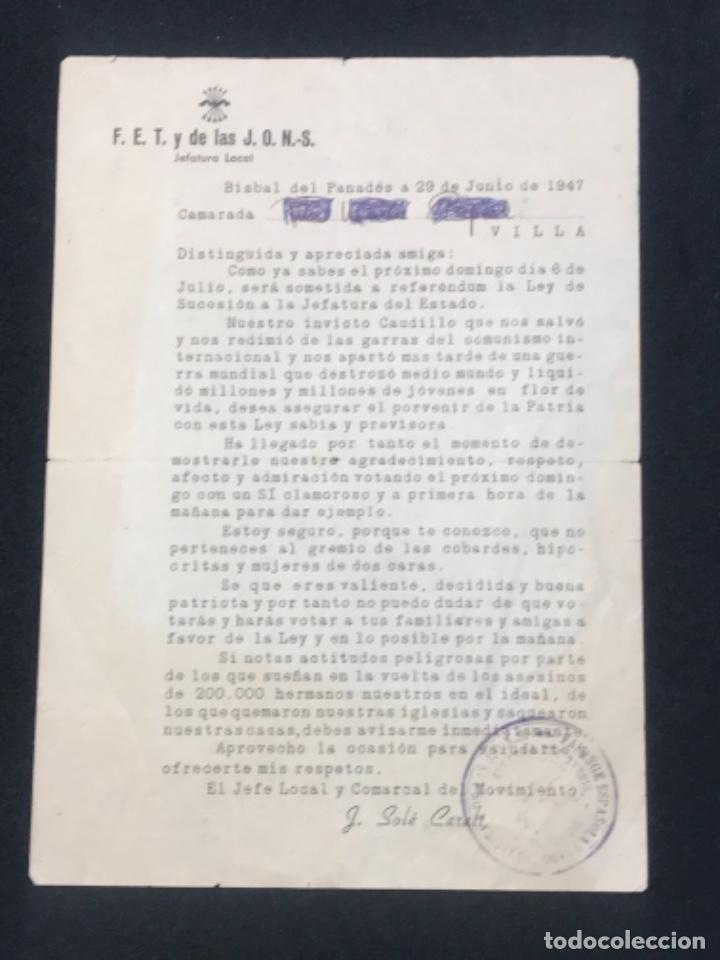 F. E. T. y de las J. O. N.-S.
Jefatura Local
Bisbal del Panadés a 29 de Junio de 1947
Camarada
V I L L A
Distinguida y apreciada amiga:
Como ya sabes el próximo domingo dia 6 de
Julio, será sometida a referendum la Ley de
Sucesión a la Jefatura del Estado.
Nuestro invicto Caudillo que nos salvó
y nos redimió de las garras del comunismo in-
ternacional y nos apartó mas tarde de una gue-
rra mundial que destrozó medio mundo y liqui-
dó millones y millones de jóvenes en flor de
vida, desea asegurar el porvenir de la Patria
con esta Ley sabia y previsora
Ha llegado por tanto el momento de de-
mostrarle nuestro agradecimiento, respeto,
afecto y admiración votando el próximo domin-
go con un SÍ clamoroso y a primera hora de la
mañana para dar ejemplo.
Estoy seguro, porque te conozco, que no
perteneces al gremio de las cobardes, hipó-
critas y mujeres de dos caras.
Se que eres valiente, decidida y buena
patriota y por tanto no puedo dudar de que vo-
tarás y harás votar a tus familiares y amigas a
favor de la Ley y en lo posible por la mañana.
Si notas actitudes peligrosas por parte
de los que sueñan en la vuelta de los asesinos
de 200.000 hermanos nuestros en el ideal, de
los que quemaron nuestras iglesias y saquearon
nuestras casas, debes avisarme inmediatamente.
Aprovecho la ocasión para saludarte y
ofrecerte mis respetos.
El Jefe Local y Comarcal del Movimiento
J. Solé
FALANGE ESPAÑOLA
todocoleccion